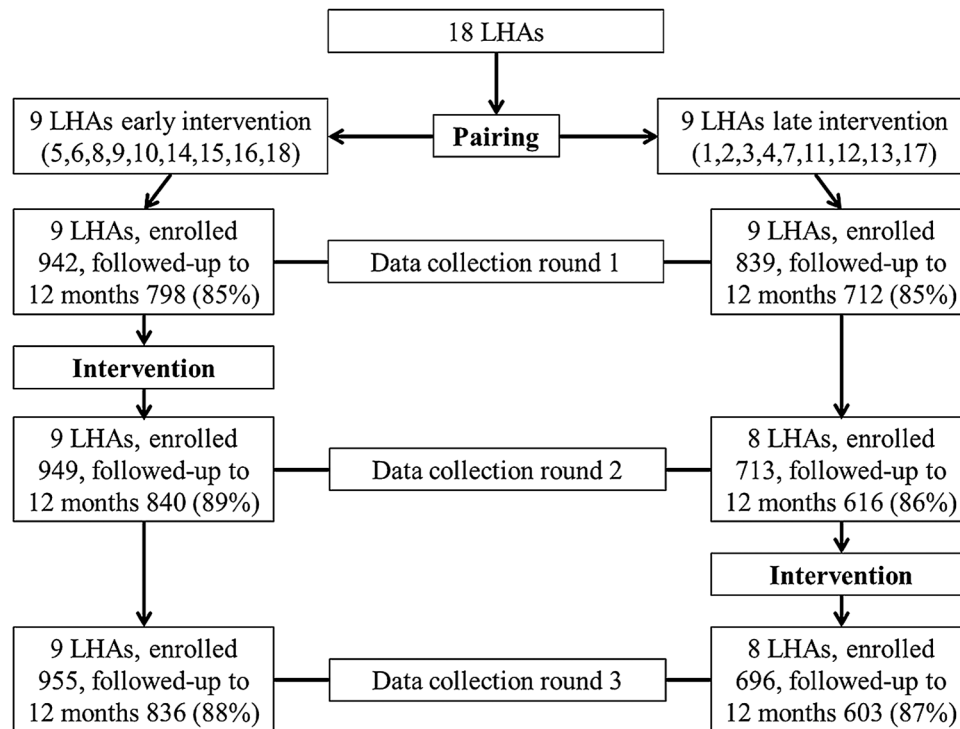 18 LHAs
9 LHAs early intervention
(5,6,8,9,10,14,15,16,18)
Pairing
9 LHAs late intervention
(1,2,3,4,7,11,12,13,17)
9 LHAs, enrolled
942, followed-up to
12 months 798 (85%)
Data collection round 1
9 LHAs, enrolled
839, followed-up to
12 months 712 (85%)
Intervention
9 LHAs, enrolled
949, followed-up to
12 months 840 (89%)
Data collection round 2
8 LHAs, enrolled
713, followed-up to
12 months 616 (86%)
Intervention
9 LHAs, enrolled
955, followed-up to
12 months 836 (88%)
Data collection round 3
8 LHAs, enrolled
696, followed-up to
12 months 603 (87%)